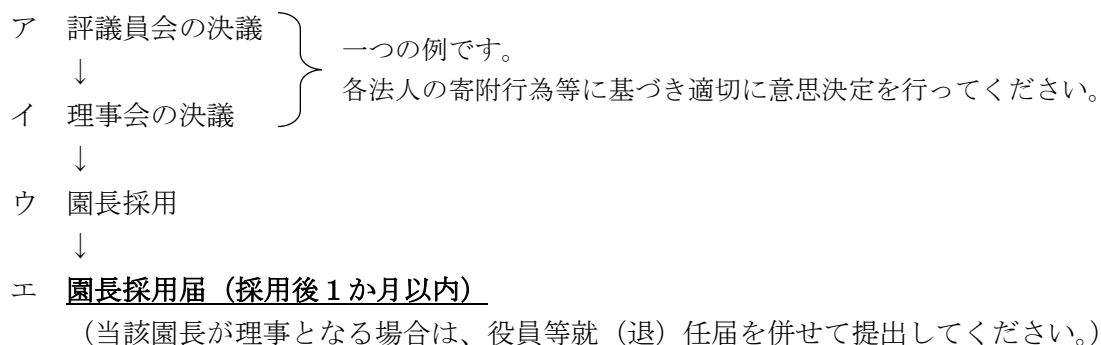 ア　評議員会の決議
一つの例です。
↓
各法人の寄附行為等に基づき適切に意思決定を行ってください。
イ　理事会の決議
↓
ウ　園長採用
↓
エ　園長採用届（採用後１か月以内）
（当該園長が理事となる場合は、役員等就（退）任届を併せて提出してください。）